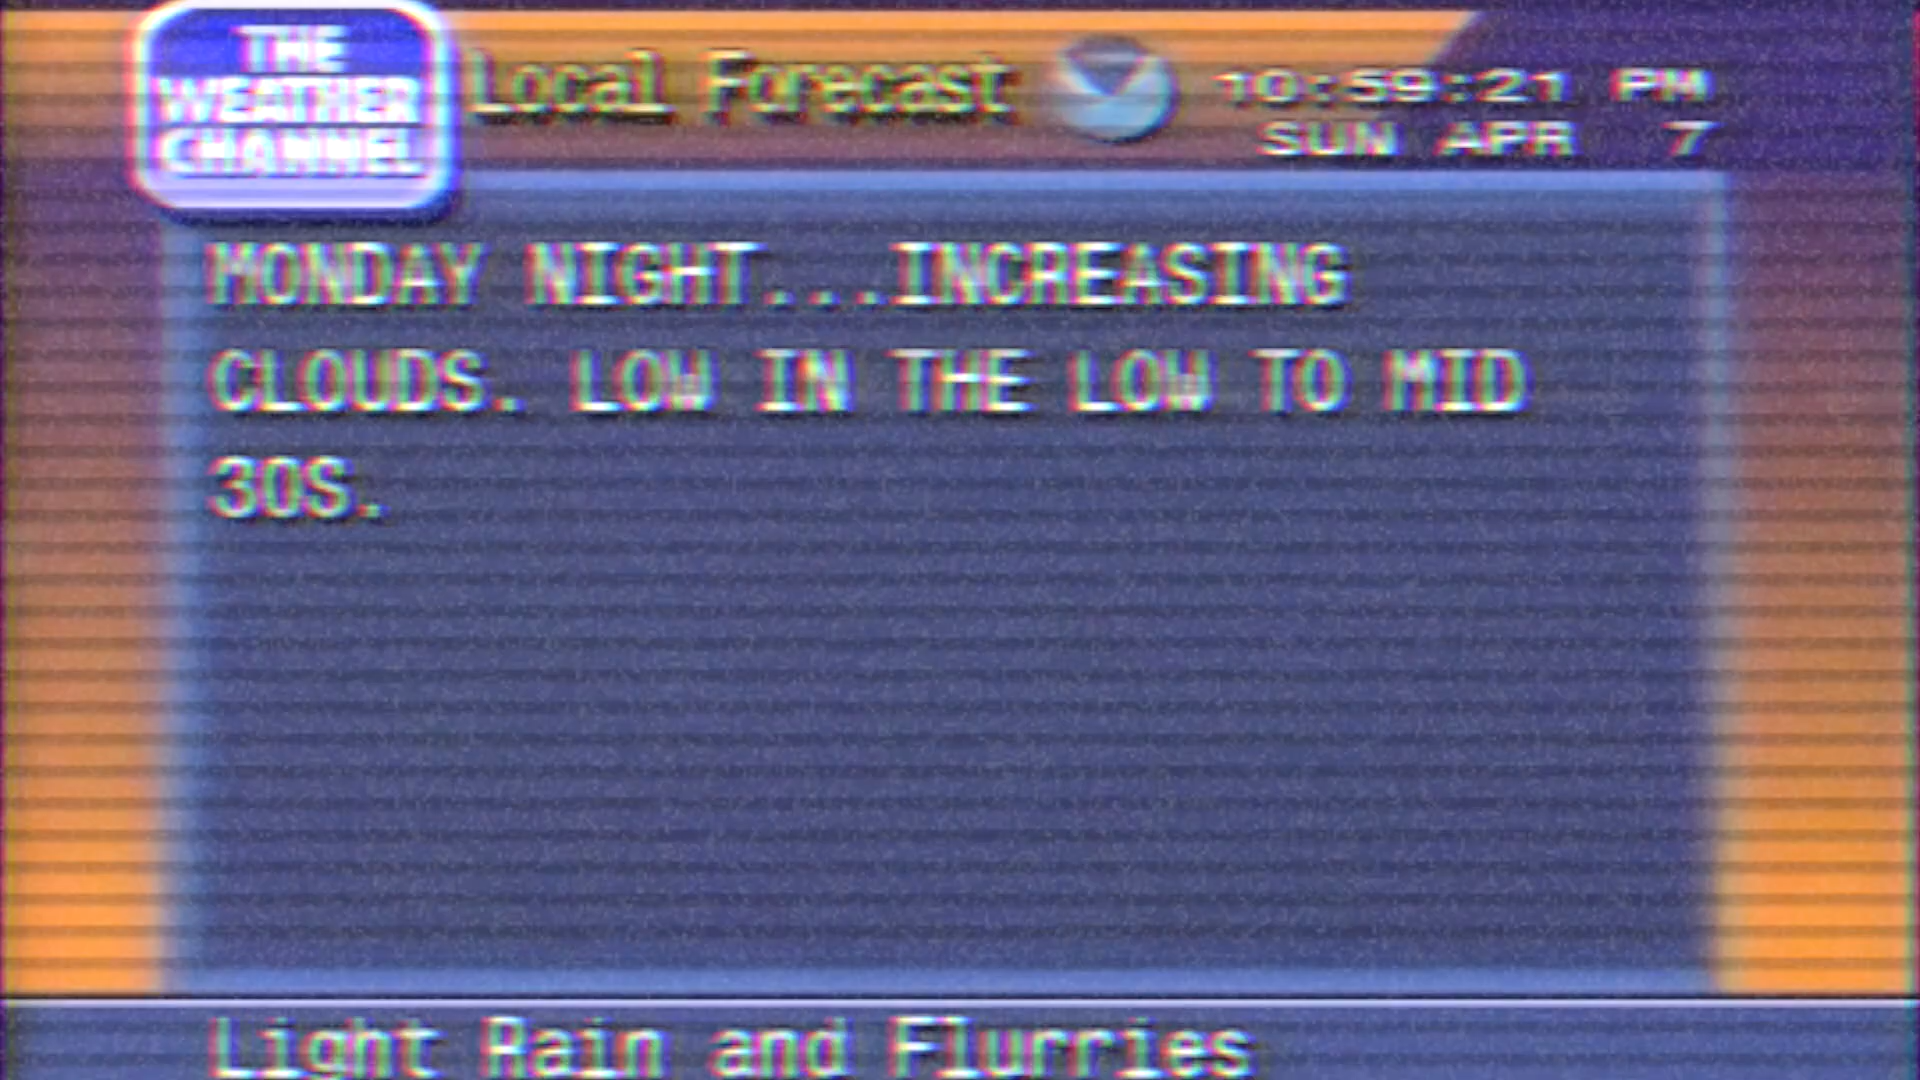 THE
WEATHER
CHANNEL
Local Forecast
10:59:21 PM
SUN APR 7
MONDAY NIGHT...INCREASING
CLOUDS. LOW IN THE LOW TO MID
30S.
Light Rain and Flurries